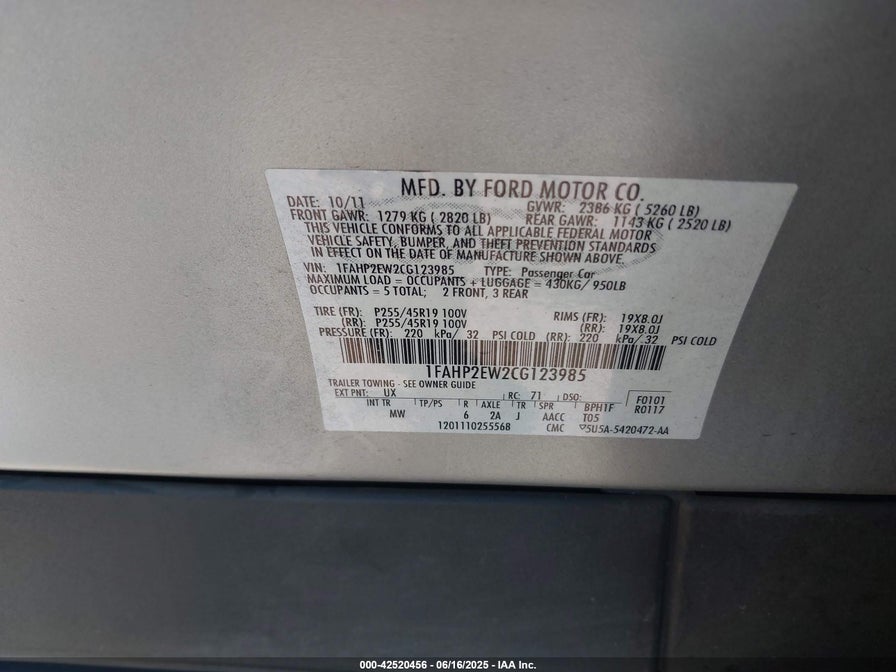 MFD. BY FORD MOTOR CO.
DATE: 10/11 GVWR: 2386 KG ( 5260 LB)
FRONT GAWR: 1279 KG ( 2820 LB) REAR GAWR: 1143 KG ( 2520 LB)
THIS VEHICLE CONFORMS TO ALL APPLICABLE FEDERAL MOTOR
VEHICLE SAFETY, BUMPER, AND THEFT PREVENTION STANDARDS
IN EFFECT ON THE DATE OF MANUFACTURE SHOWN ABOVE.
VIN: 1FAHP2EW2CG123985 TYPE: Passenger Car
MAXIMUM LOAD = OCCUPANTS + LUGGAGE = 430KG/ 950LB
OCCUPANTS = 5 TOTAL; 2 FRONT, 3 REAR
TIRE (FR): P255/45R19 100V RIMS (FR): 19X8.0J
(RR): P255/45R19 100V (RR): 19X8.0J
PRESSURE (FR): 220 kPa/ 32 PSI COLD (RR): 220 kPa/ 32 PSI COLD
1FAHP2EW2CG123985
TRAILER TOWING - SEE OWNER GUIDE
EXT PNT: UX RC: 71 DSO: F0101
INT TR TP/PS R AXLE TR SPR BPH1F R0117
MW 6 2A J AACC T05
1201110255568 CMC ▽5U5A-5420472-AA
000-42520456 - 06/16/2025 - IAA Inc.